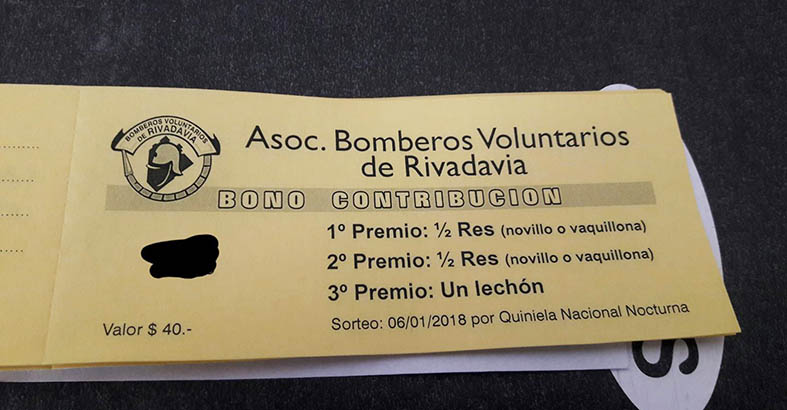 BOMBEROS VOLUNTARIOS
DE RIVADAVIA
Asoc. Bomberos Voluntarios
de Rivadavia
BONO CONTRIBUCION
1º Premio: ½ Res (novillo o vaquillona)
2º Premio: ½ Res (novillo o vaquillona)
3º Premio: Un lechón
Valor $ 40.-
Sorteo: 06/01/2018 por Quiniela Nacional Nocturna
S